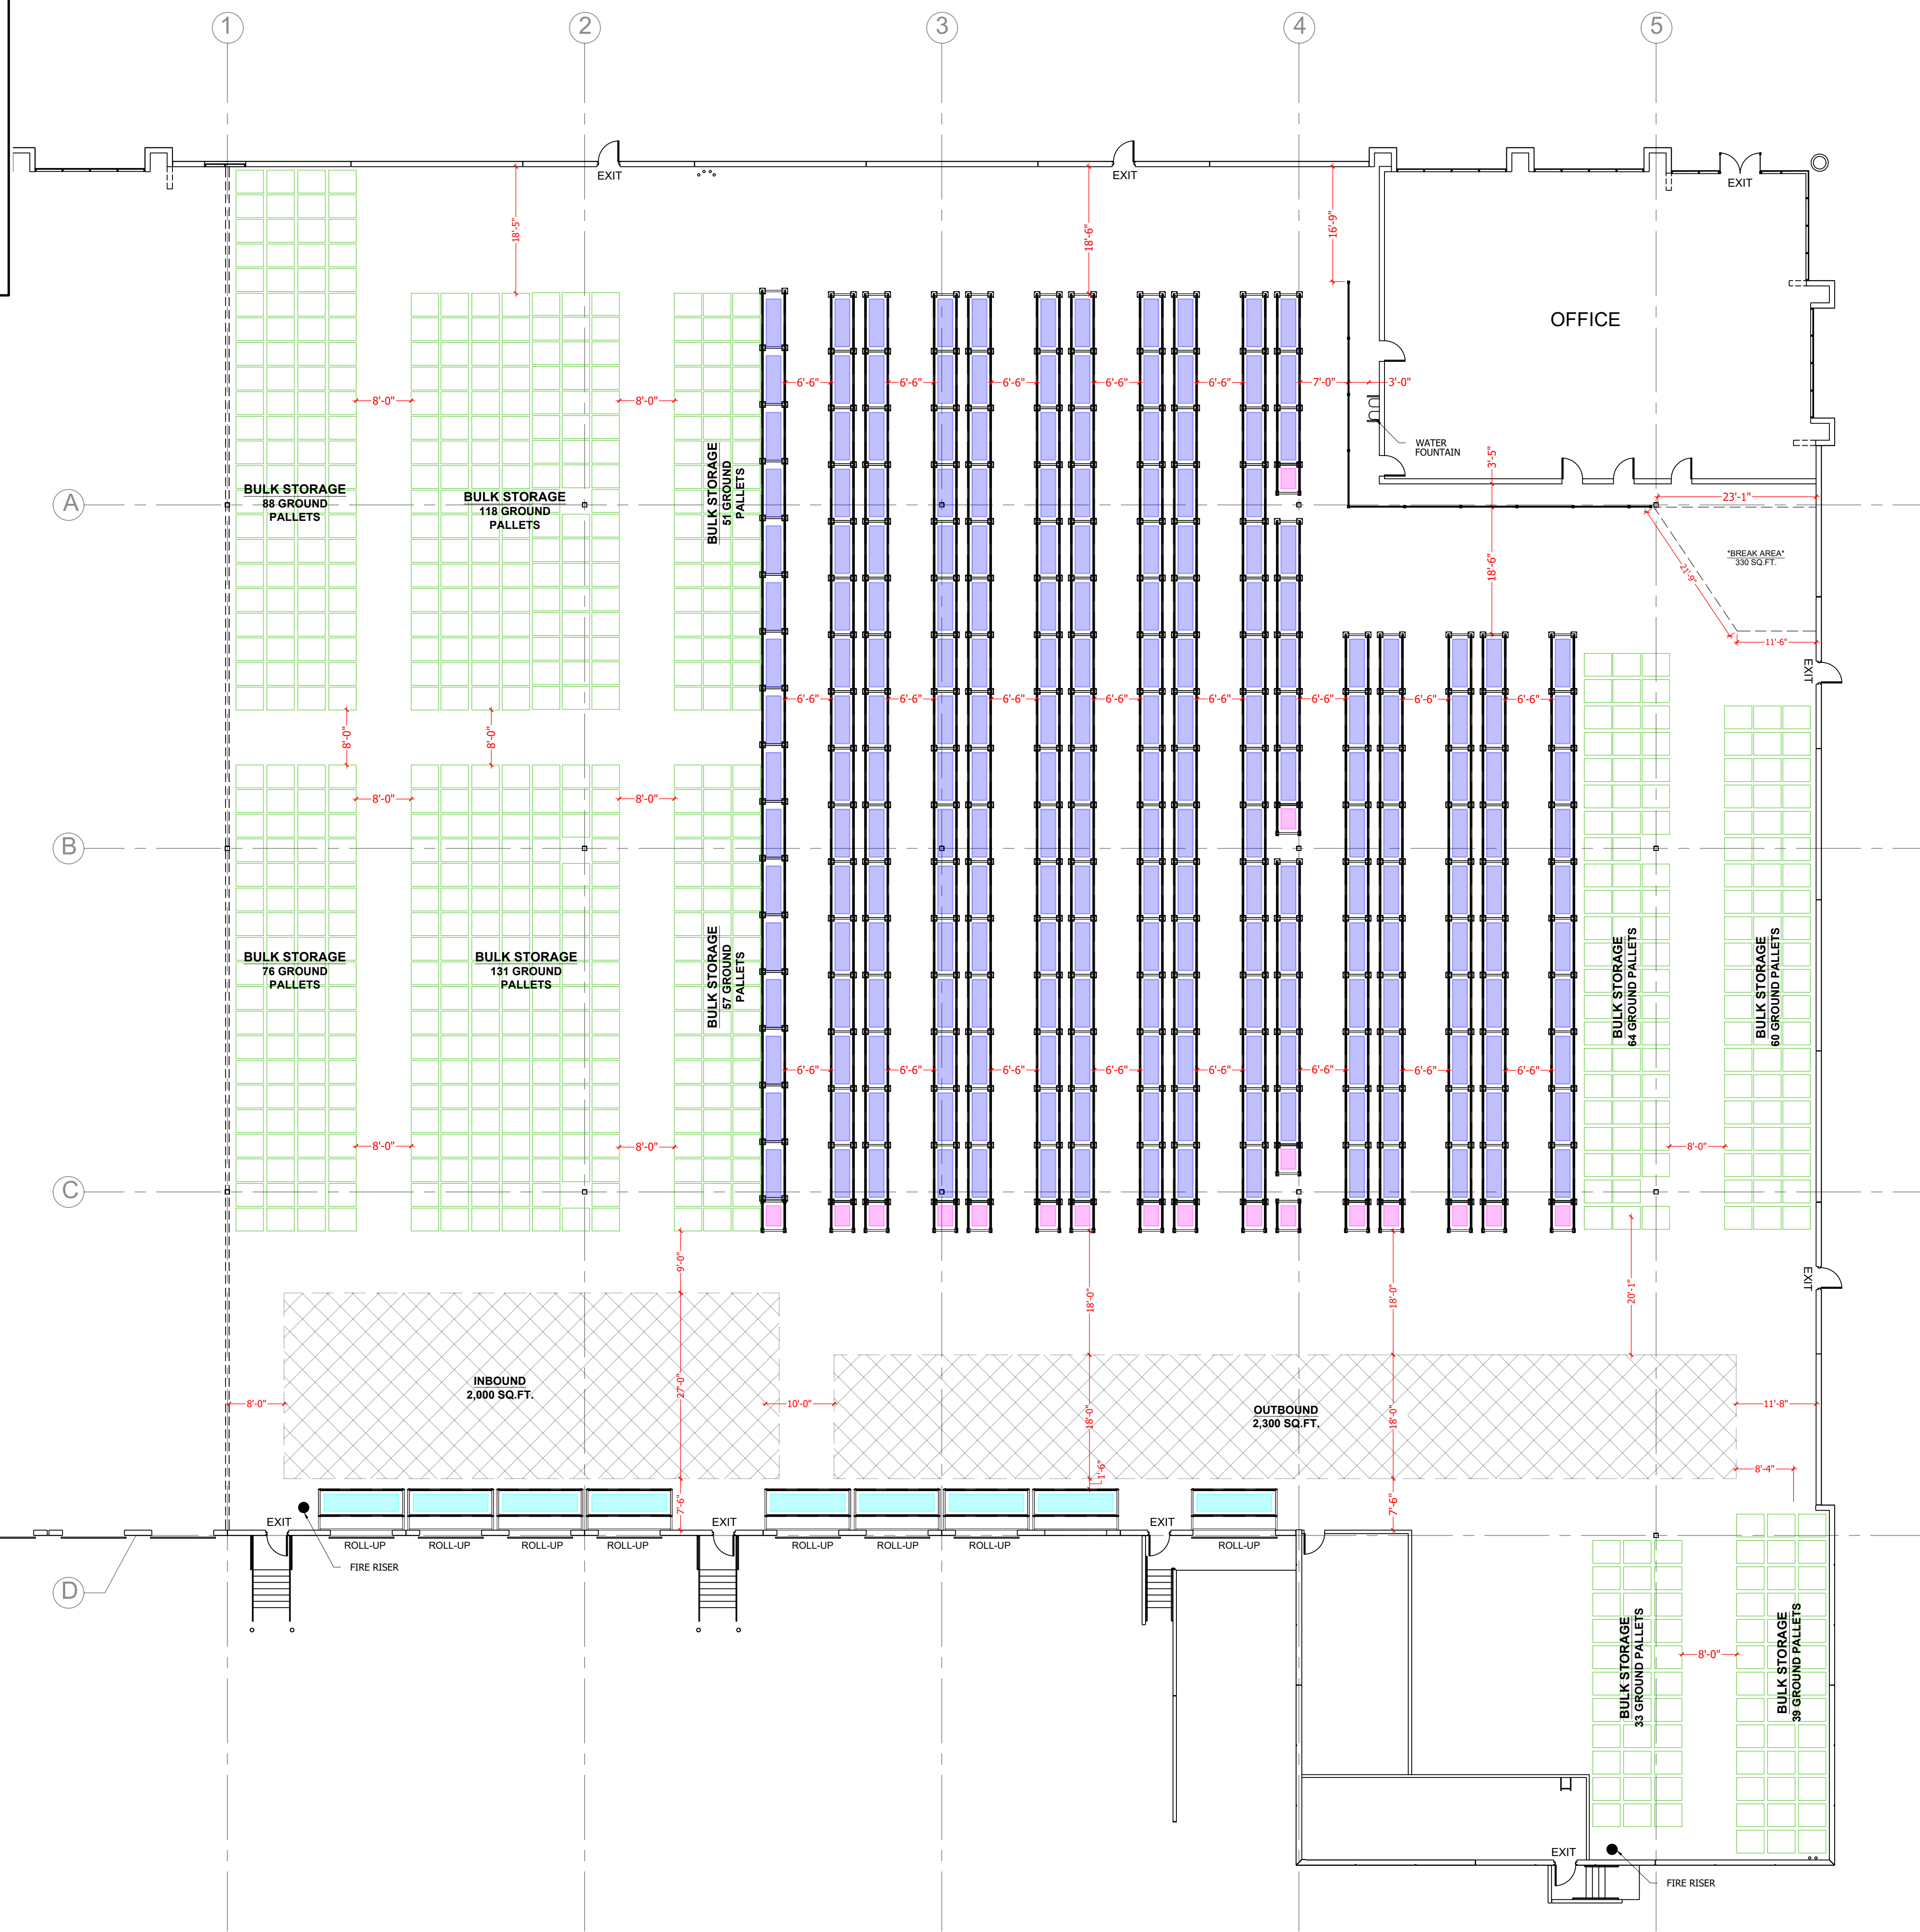 1
2
3
4
5
EXIT
EXIT
EXIT
18'-5"
18'-6"
16'-9"
OFFICE
6'-6"
6'-6"
6'-6"
6'-6"
6'-6"
7'-0"
3'-0"
8'-0"
8'-0"
WATER
FOUNTAIN
3'-5"
BULK STORAGE
88 GROUND
PALLETS
BULK STORAGE
118 GROUND
PALLETS
BULK STORAGE
51 GROUND
PALLETS
A
23'-1"
*BREAK AREA*
330 SQ.FT.
18'-6"
21'-9"
11'-6"
EXIT
6'-6"
6'-6"
6'-6"
6'-6"
6'-6"
6'-6"
6'-6"
6'-6"
8'-0"
8'-0"
8'-0"
8'-0"
B
BULK STORAGE
76 GROUND
PALLETS
BULK STORAGE
131 GROUND
PALLETS
BULK STORAGE
57 GROUND
PALLETS
BULK STORAGE
64 GROUND PALLETS
BULK STORAGE
60 GROUND PALLETS
6'-6"
6'-6"
6'-6"
6'-6"
6'-6"
6'-6"
6'-6"
6'-6"
8'-0"
8'-0"
8'-0"
C
9'-0"
18'-0"
18'-0"
20'-1"
EXIT
INBOUND
2,000 SQ.FT.
27'-0"
8'-0"
10'-0"
OUTBOUND
2,300 SQ.FT.
18'-0"
18'-0"
11'-8"
8'-4"
1'-6"
7'-6"
7'-6"
EXIT
EXIT
EXIT
ROLL-UP
ROLL-UP
ROLL-UP
ROLL-UP
ROLL-UP
ROLL-UP
ROLL-UP
ROLL-UP
FIRE RISER
D
BULK STORAGE
33 GROUND PALLETS
8'-0"
BULK STORAGE
39 GROUND PALLETS
EXIT
FIRE RISER